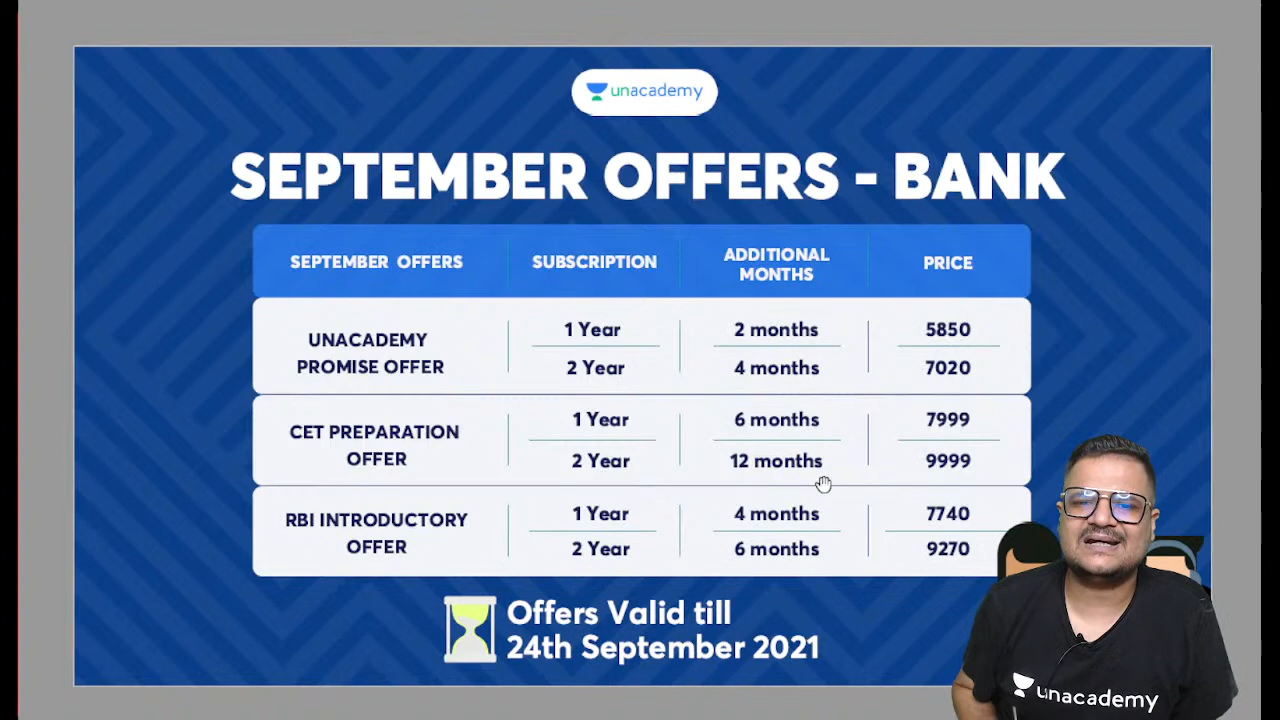 unacademy
SEPTEMBER OFFERS - BANK
SEPTEMBER OFFERS SUBSCRIPTION ADDITIONAL MONTHS PRICE
UNACADEMY PROMISE OFFER
1 Year 2 months 5850
2 Year 4 months 7020
CET PREPARATION OFFER
1 Year 6 months 7999
2 Year 12 months 9999
RBI INTRODUCTORY OFFER
1 Year 4 months 7740
2 Year 6 months 9270
Offers Valid till
24th September 2021
unacademy